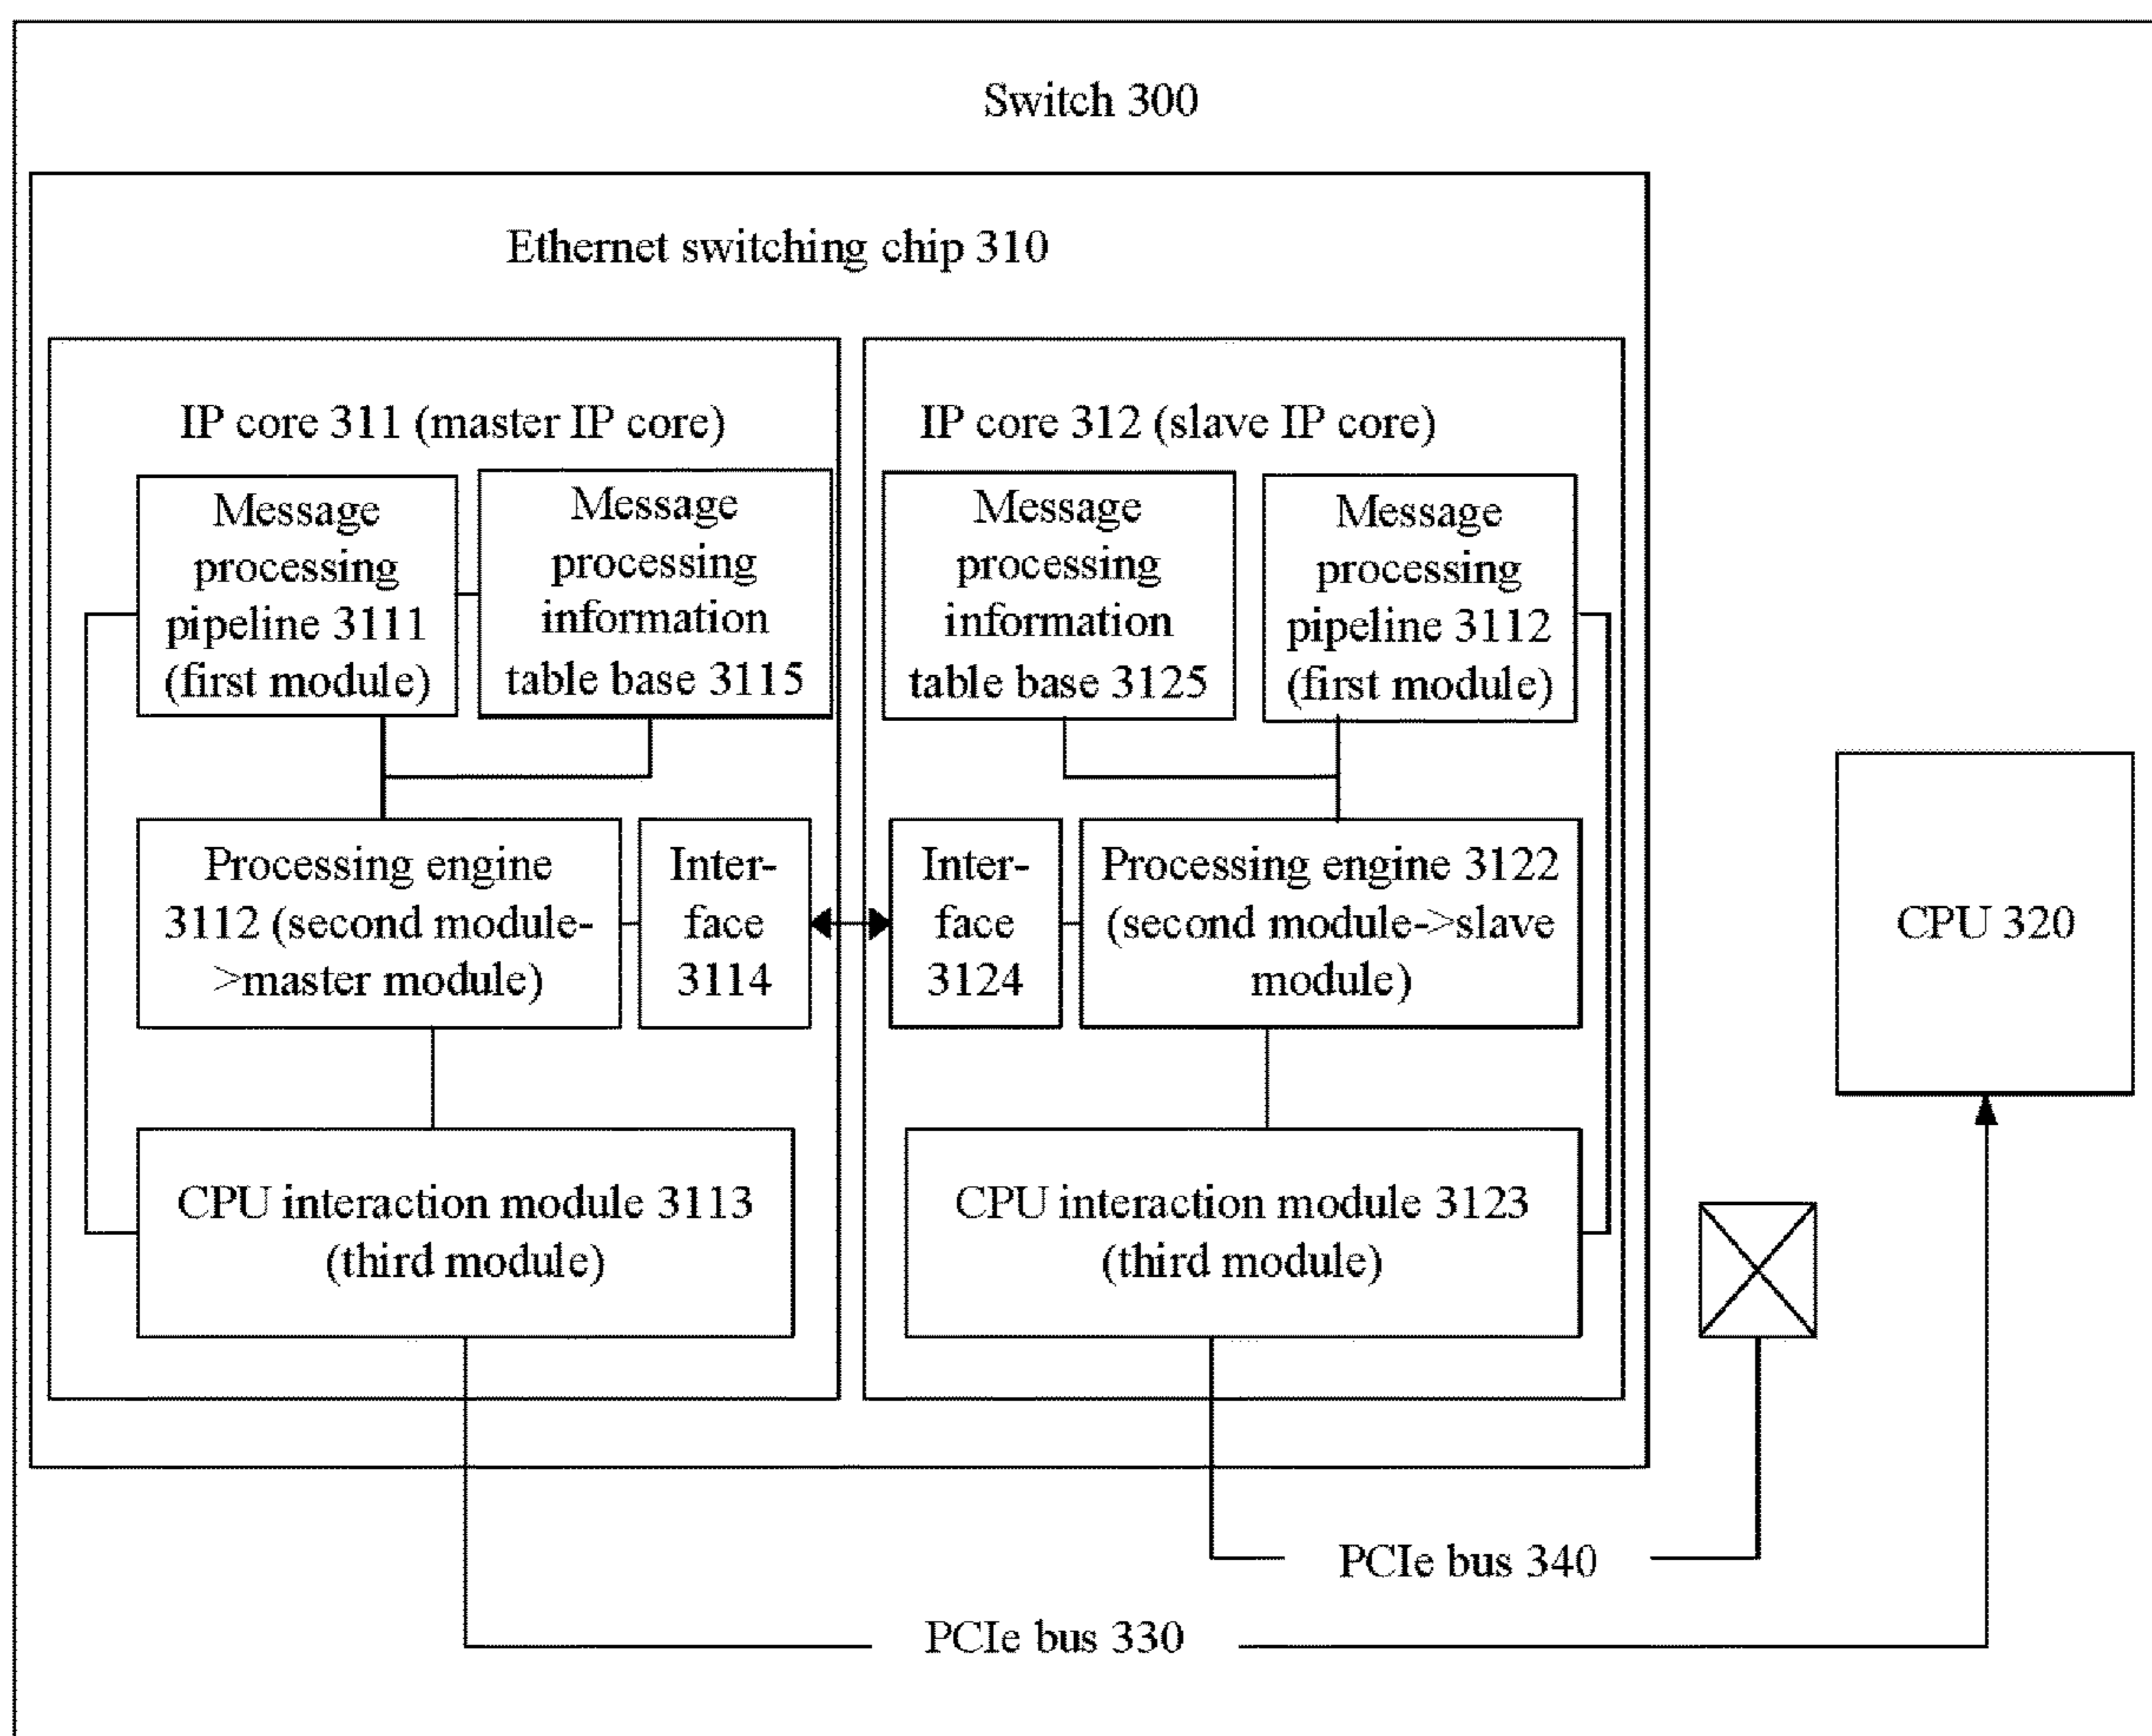 Switch 300
Ethernet switching chip 310
IP core 311 (master IP core)
Message
processing
pipeline 3111
(first module)
Message
processing
information
table base 3115
Processing engine
3112 (second module-
>master module)
Inter-
face
3114
CPU interaction module 3113
(third module)
IP core 312 (slave IP core)
Message
processing
information
table base 3125
Message
processing
pipeline 3112
(first module)
Inter-
face
3124
Processing engine 3122
(second module->slave
module)
CPU interaction module 3123
(third module)
CPU 320
PCIe bus 340
PCIe bus 330